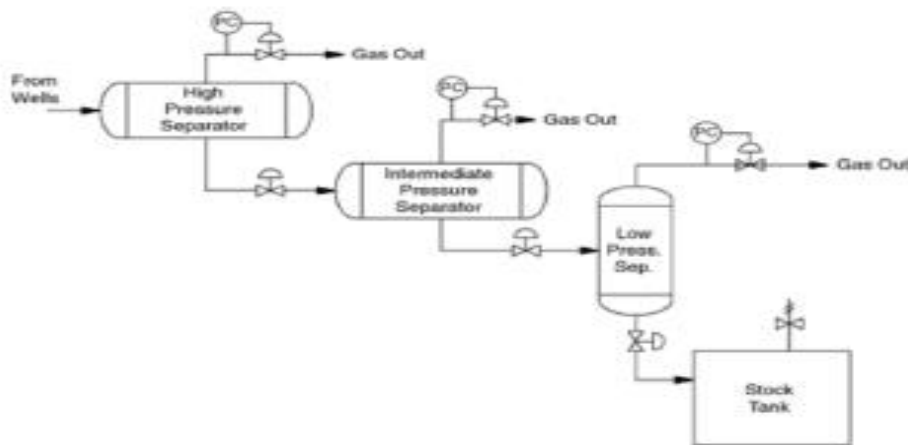 PC
Gas Out
From
Wells
High
Pressure
Separator
PC
Gas Out
Intermediate
Pressure
Separator
PC
Gas Out
Low
Press.
Sep.
Stock
Tank